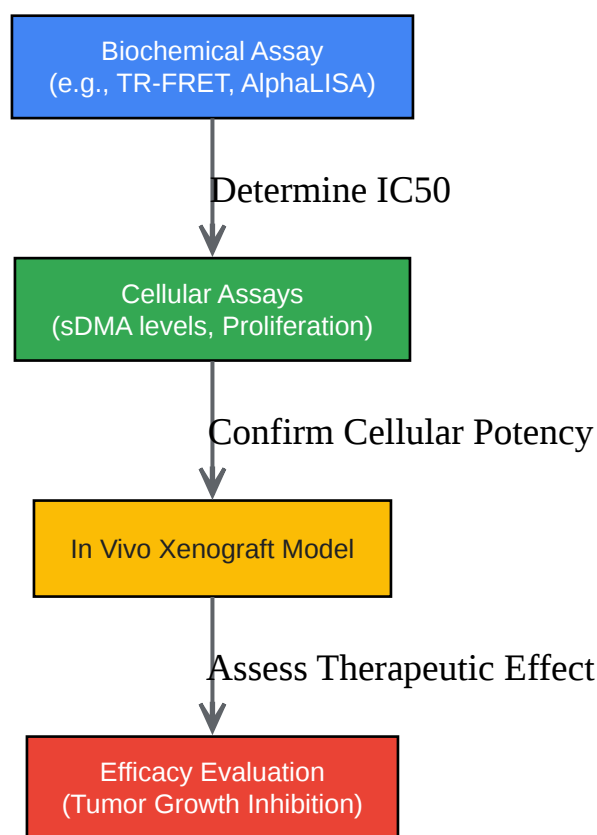 Biochemical Assay
(e.g., TR-FRET, AlphaLISA)
Determine IC50
Cellular Assays
(sDMA levels, Proliferation)
Confirm Cellular Potency
In Vivo Xenograft Model
Assess Therapeutic Effect
Efficacy Evaluation
(Tumor Growth Inhibition)